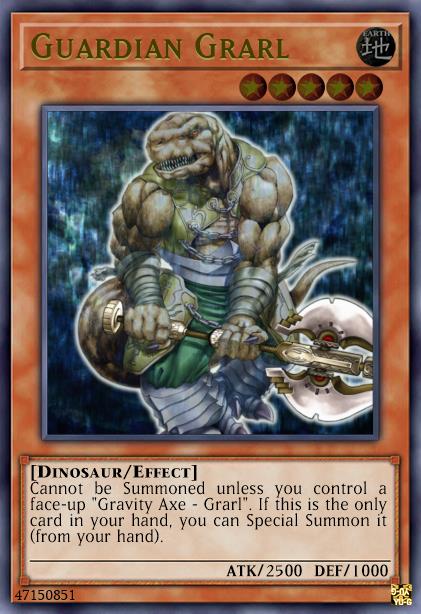 GUARDIAN GRARL
EARTH
地
[DINOSAUR/EFFECT]
Cannot be Summoned unless you control a
face-up "Gravity Axe - Grarl". If this is the only
card in your hand, you can Special Summon it
(from your hand).
ATK/2500 DEF/1000
47150851